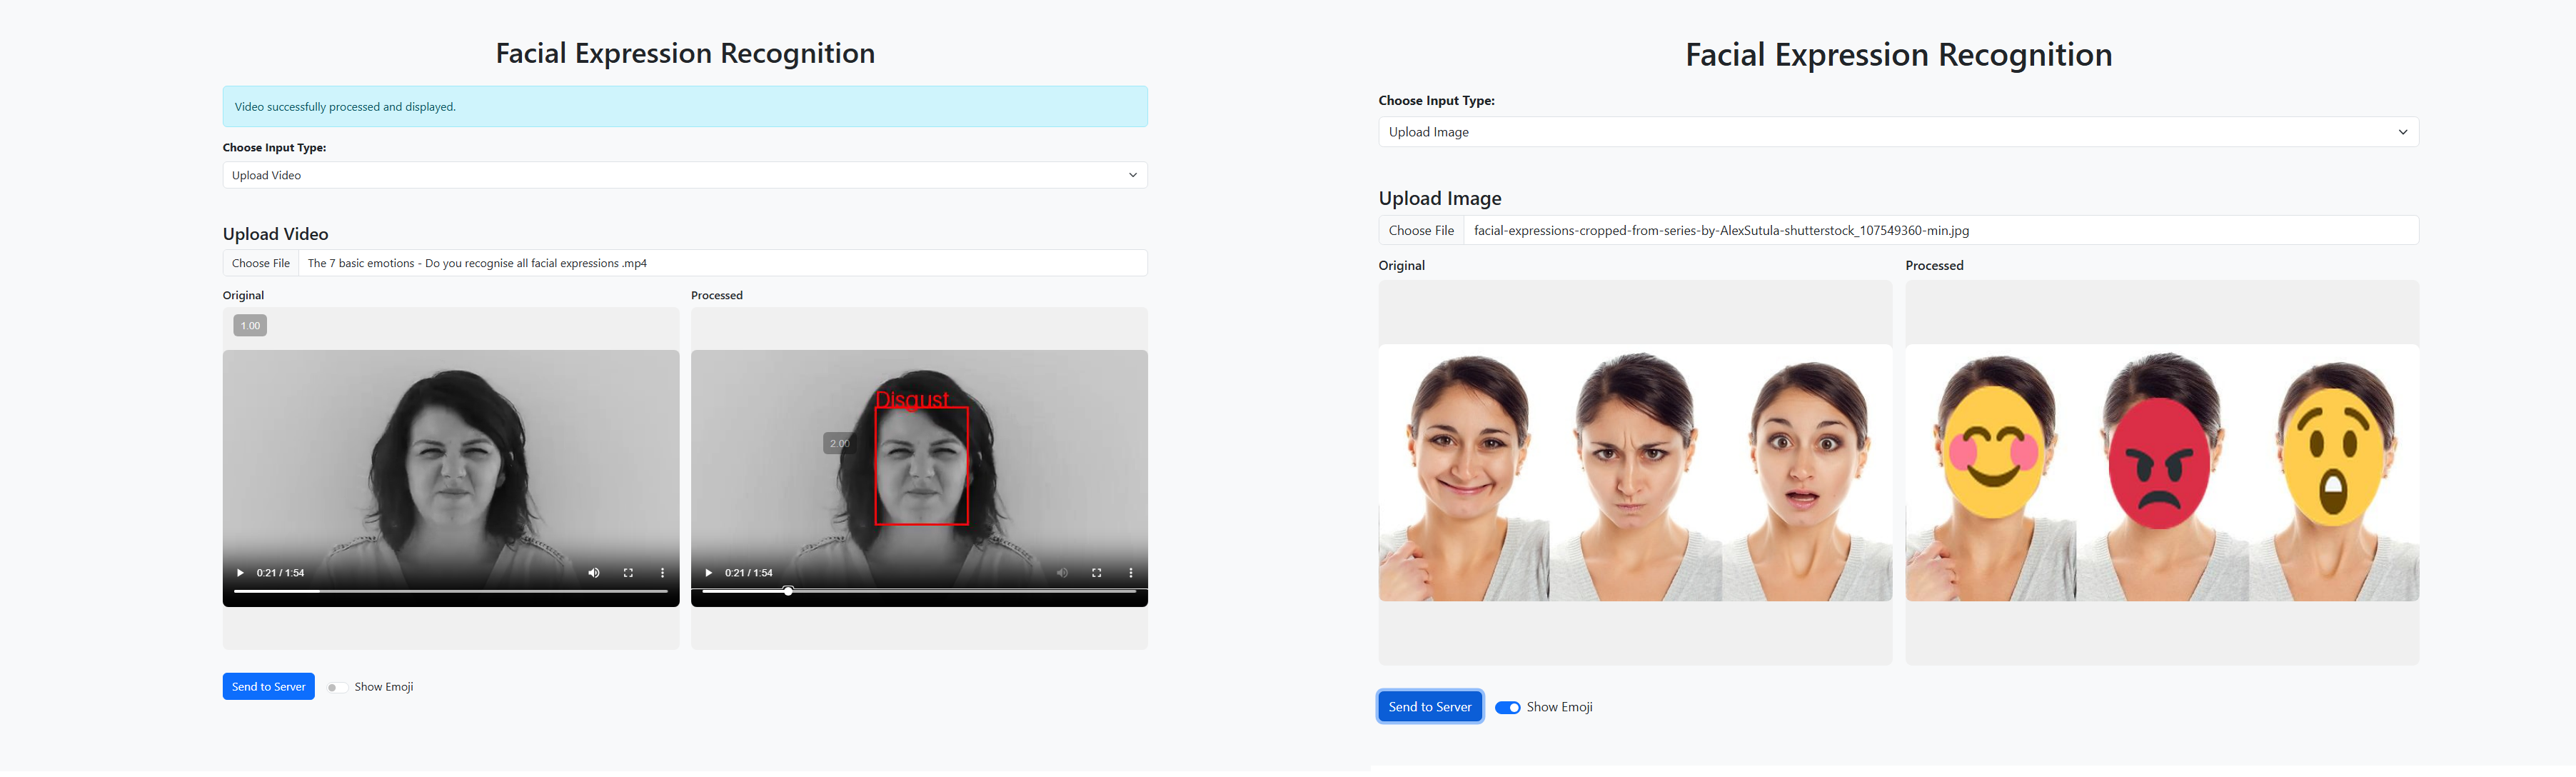 Facial Expression Recognition
Video successfully processed and displayed.
Choose Input Type:
Upload Video
Upload Video
Choose File The 7 basic emotions - Do you recognise all facial expressions .mp4
Original Processed
1.00
Disgust
2.00
0:21 / 1:54
0:21 / 1:54
Send to Server Show Emoji
Facial Expression Recognition
Choose Input Type:
Upload Image
Upload Image
Choose File facial-expressions-cropped-from-series-by-AlexSutula-shutterstock_107549360-min.jpg
Original Processed
Send to Server Show Emoji